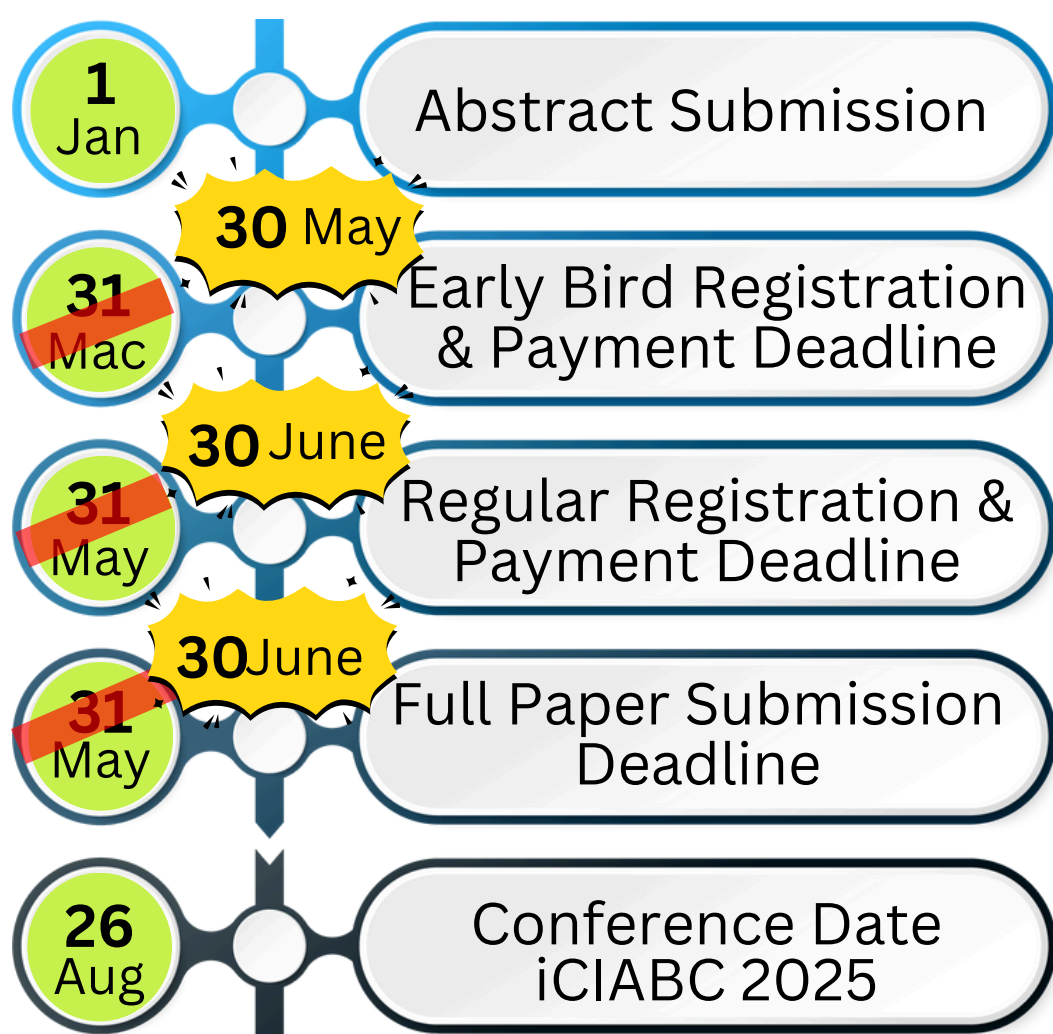 1
Jan
Abstract Submission
30 May
31
Mac
Early Bird Registration
& Payment Deadline
30 June
31
May
Regular Registration &
Payment Deadline
30June
31
May
Full Paper Submission
Deadline
26
Aug
Conference Date
iCIABC 2025